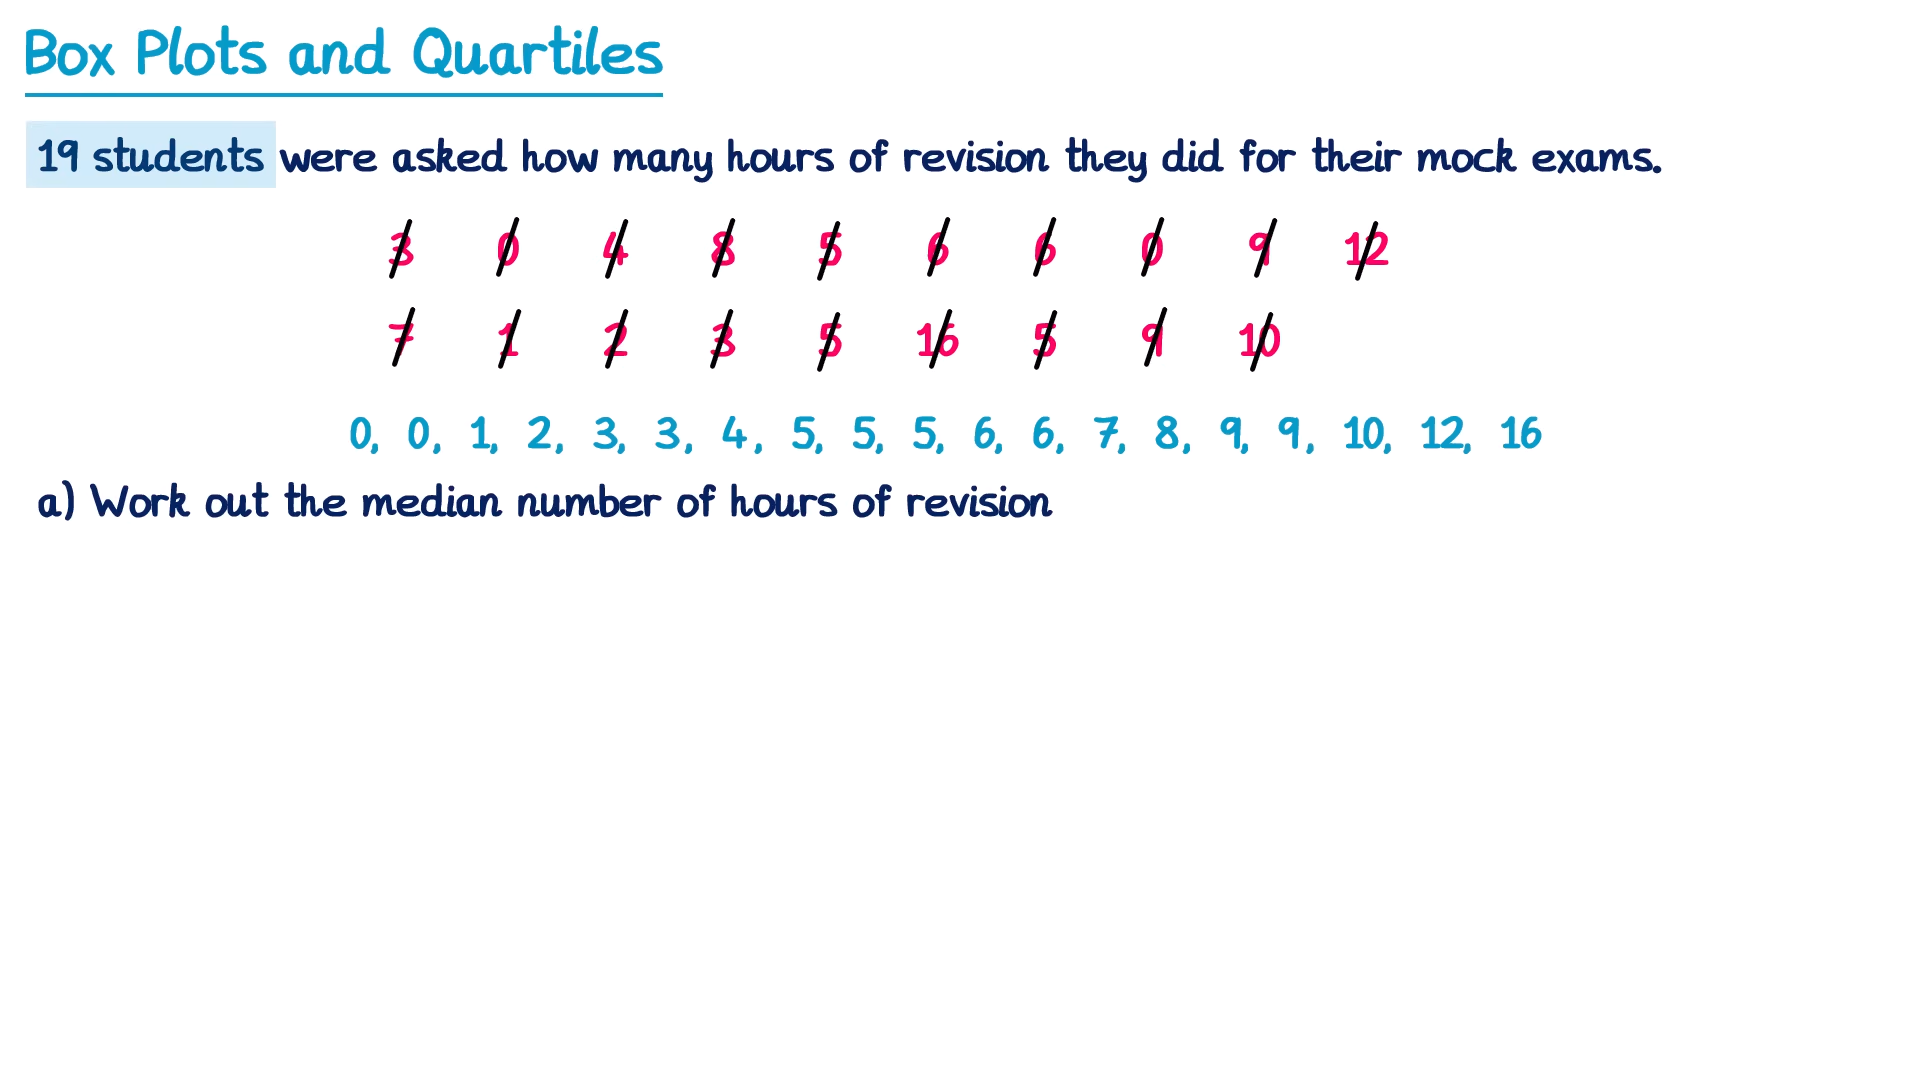 Box Plots and Quartiles
19 students were asked how many hours of revision they did for their mock exams.
3 0 4 8 5 6 6 0 9 12
7 1 2 3 5 16 5 9 10
0, 0, 1, 2, 3, 3, 4, 5, 5, 5, 6, 6, 7, 8, 9, 9, 10, 12, 16
a) Work out the median number of hours of revision